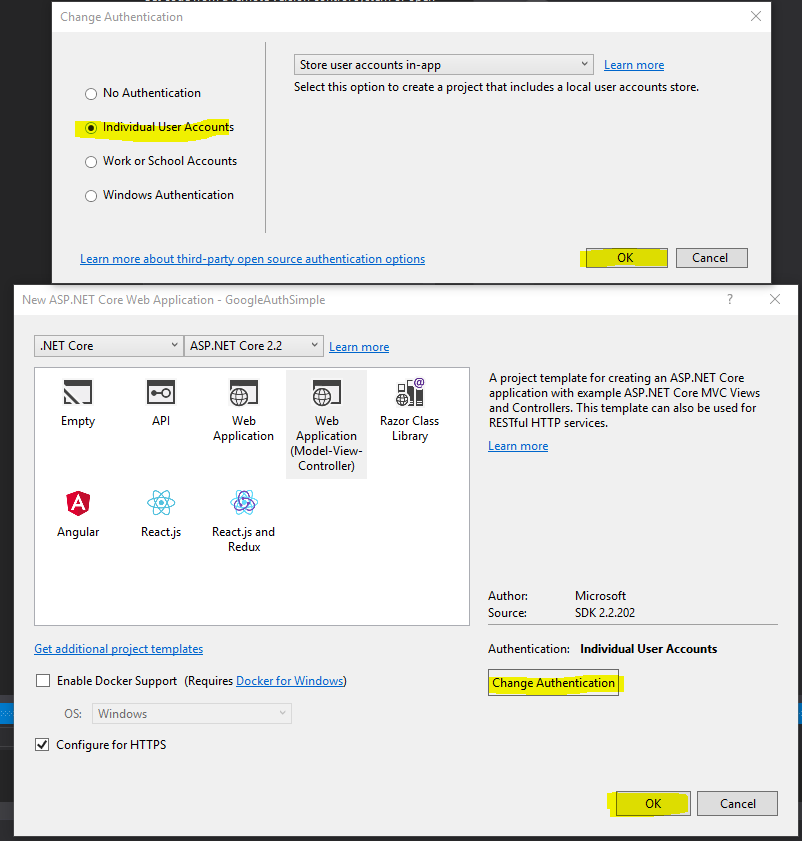 Change Authentication
No Authentication
Individual User Accounts
Work or School Accounts
Windows Authentication
Store user accounts in-app
Learn more
Select this option to create a project that includes a local user accounts store.
Learn more about third-party open source authentication options
OK
Cancel
New ASP.NET Core Web Application - GoogleAuthSimple
?
.NET Core
ASP.NET Core 2.2
Learn more
Empty
API
Web
Application
Web
Application
(Model-View-
Controller)
Razor Class
Library
Angular
React.js
React.js and
Redux
A project template for creating an ASP.NET Core
application with example ASP.NET Core MVC Views
and Controllers. This template can also be used for
RESTful HTTP services.
Learn more
Author: Microsoft
Source: SDK 2.2.202
Get additional project templates
Authentication: Individual User Accounts
Enable Docker Support (Requires Docker for Windows)
Change Authentication
OS: Windows
Configure for HTTPS
OK
Cancel